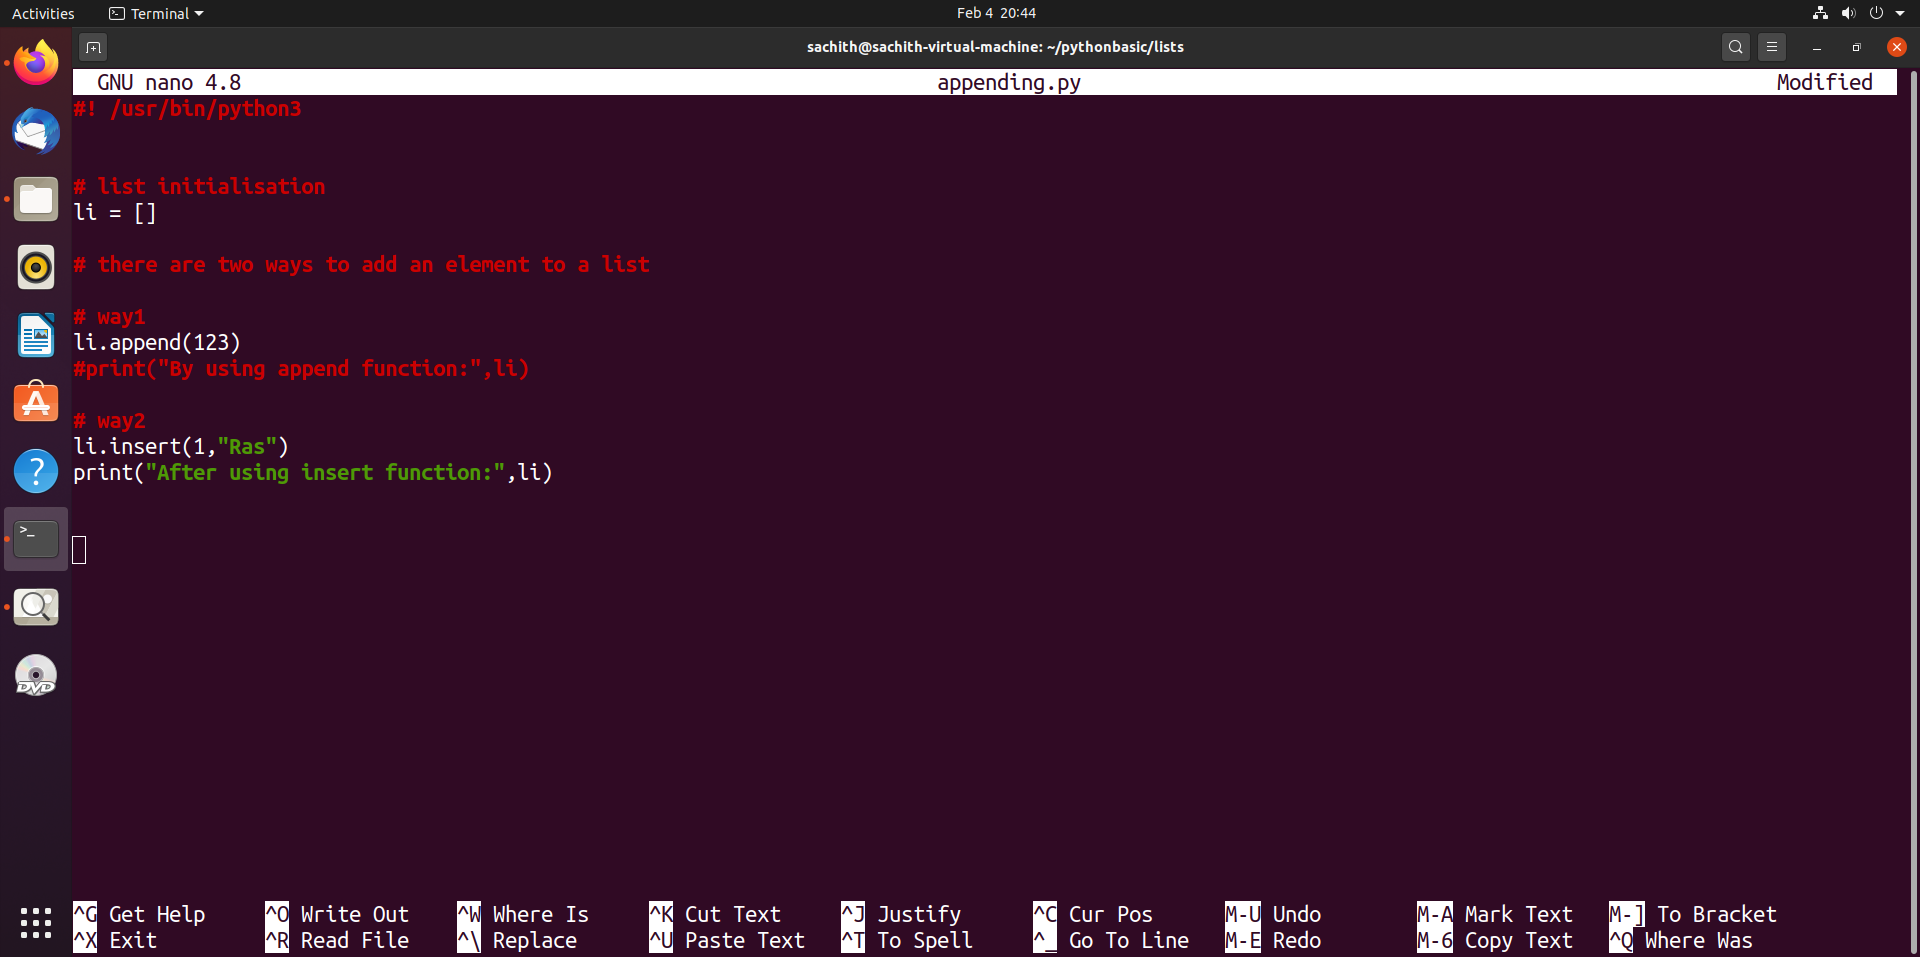 Activities Terminal Feb 4 20:44
sachith@sachith-virtual-machine: ~/pythonbasic/lists
GNU nano 4.8 appending.py Modified
#! /usr/bin/python3
# list initialisation
li = []
# there are two ways to add an element to a list
# way1
li.append(123)
#print("By using append function:",li)
# way2
li.insert(1,"Ras")
print("After using insert function:",li)
^G Get Help ^O Write Out ^W Where Is ^K Cut Text ^J Justify ^C Cur Pos M-U Undo M-A Mark Text M-] To Bracket
^X Exit ^R Read File ^\ Replace ^U Paste Text ^T To Spell ^_ Go To Line M-E Redo M-6 Copy Text ^Q Where Was
>_
?
DVD